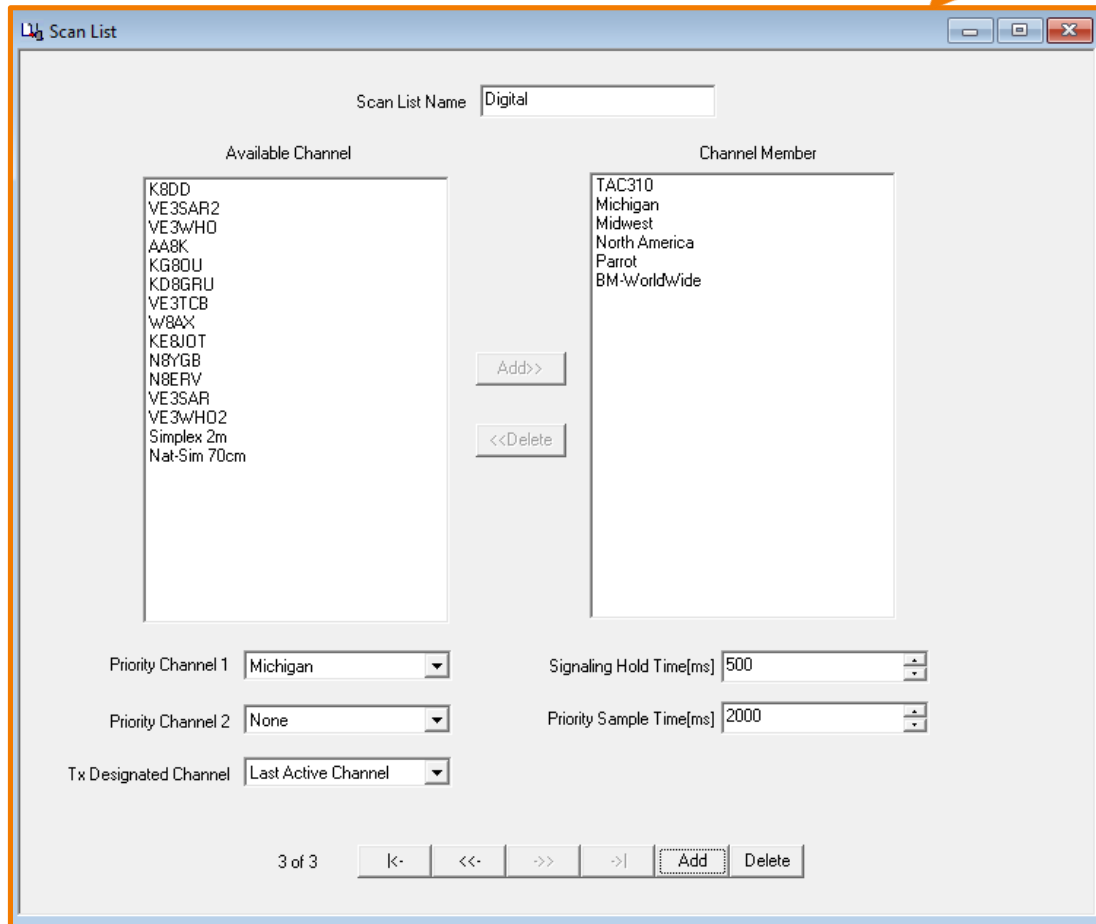 Scan List
Scan List Name Digital
Available Channel
K8DD
VE3SAR2
VE3WHO
AA8K
KG8OU
KD8GRU
VE3TCB
W8AX
KE8JOT
N8YGB
N8ERV
VE3SAR
VE3WHO2
Simplex 2m
Nat-Sim 70cm
Add>>
<<Delete
Channel Member
TAC310
Michigan
Midwest
North America
Parrot
BM-WorldWide
Priority Channel 1 Michigan
Priority Channel 2 None
Tx Designated Channel Last Active Channel
Signaling Hold Time[ms] 500
Priority Sample Time[ms] 2000
3 of 3 |<- <<- ->> ->| Add Delete